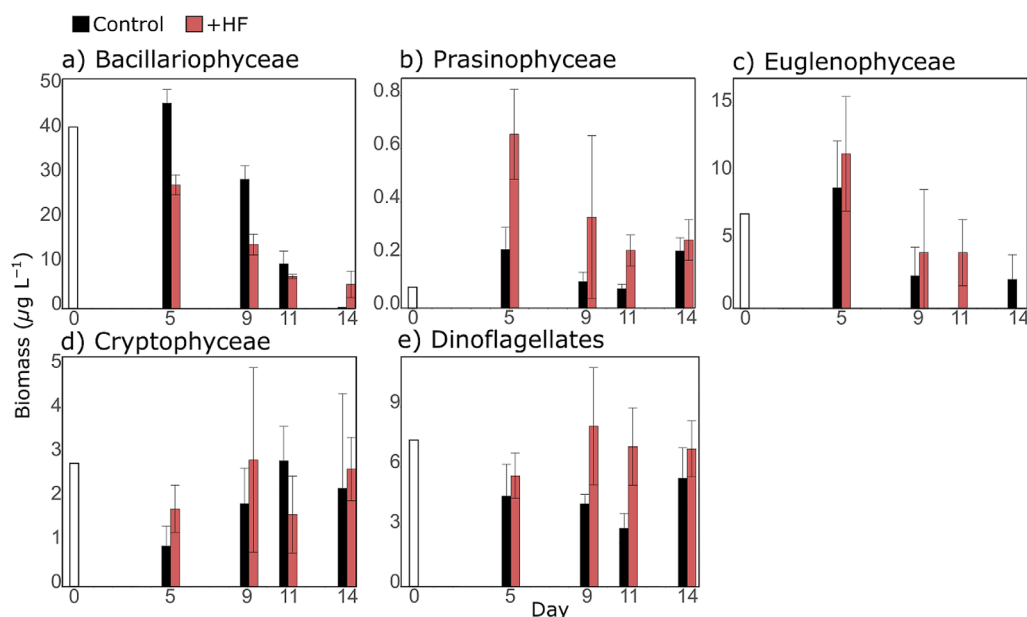 Control +HF
a) Bacillariophyceae
b) Prasinophyceae
c) Euglenophyceae
50
40
30
20
10
0
0 5 9 11 14
0.8
0.6
0.4
0.2
0.0
0 5 9 11 14
15
10
5
0
0 5 9 11 14
Biomass (µg L−1)
d) Cryptophyceae
e) Dinoflagellates
5
4
3
2
1
0
0 5 9 11 14
9
6
3
0
0 5 9 11 14
Day